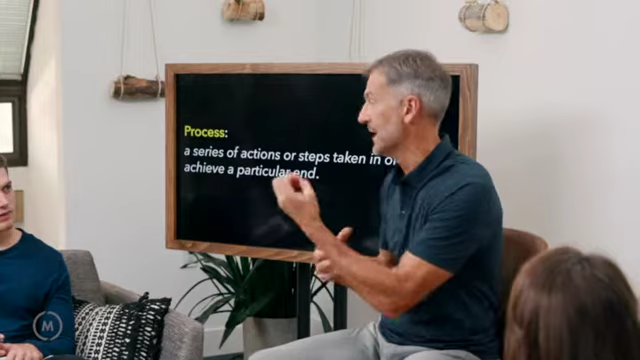 Process:
a series of actions or steps taken in
achieve a particular end.
M